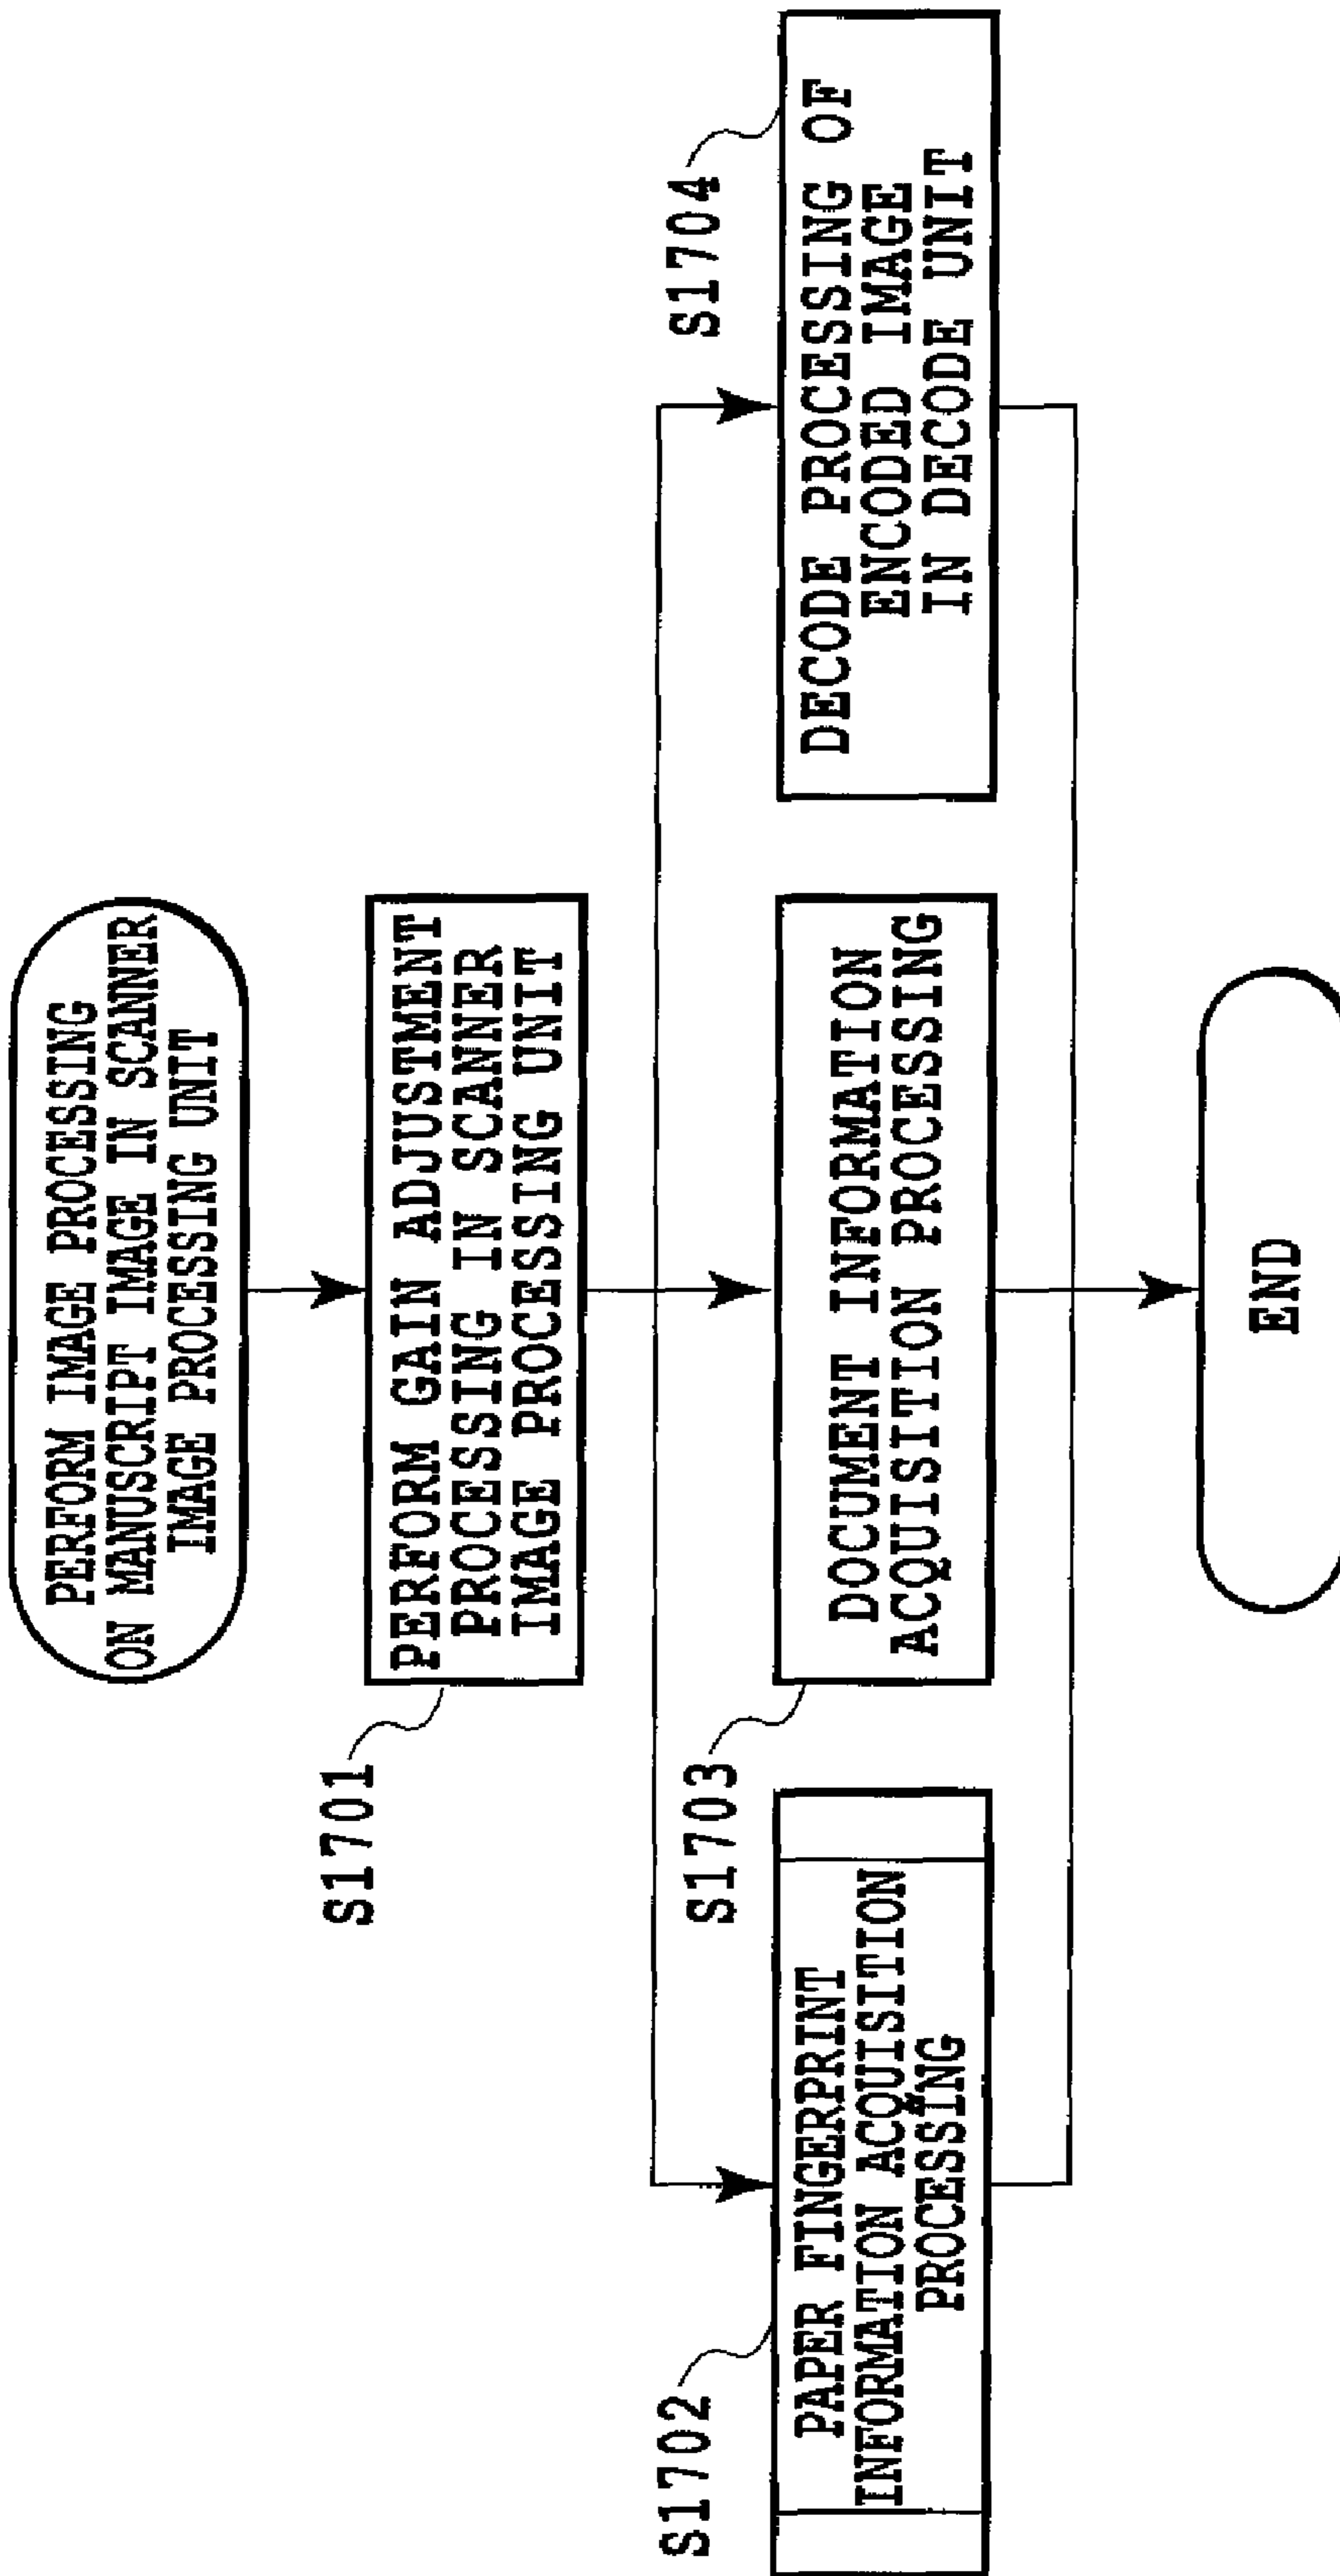 PERFORM IMAGE PROCESSING
ON MANUSCRIPT IMAGE IN SCANNER
IMAGE PROCESSING UNIT
S1701
PERFORM GAIN ADJUSTMENT
PROCESSING IN SCANNER
IMAGE PROCESSING UNIT
S1702
PAPER FINGERPRINT
INFORMATION ACQUISITION
PROCESSING
S1703
DOCUMENT INFORMATION
ACQUISITION PROCESSING
S1704
DECODE PROCESSING OF
ENCODED IMAGE
IN DECODE UNIT
END